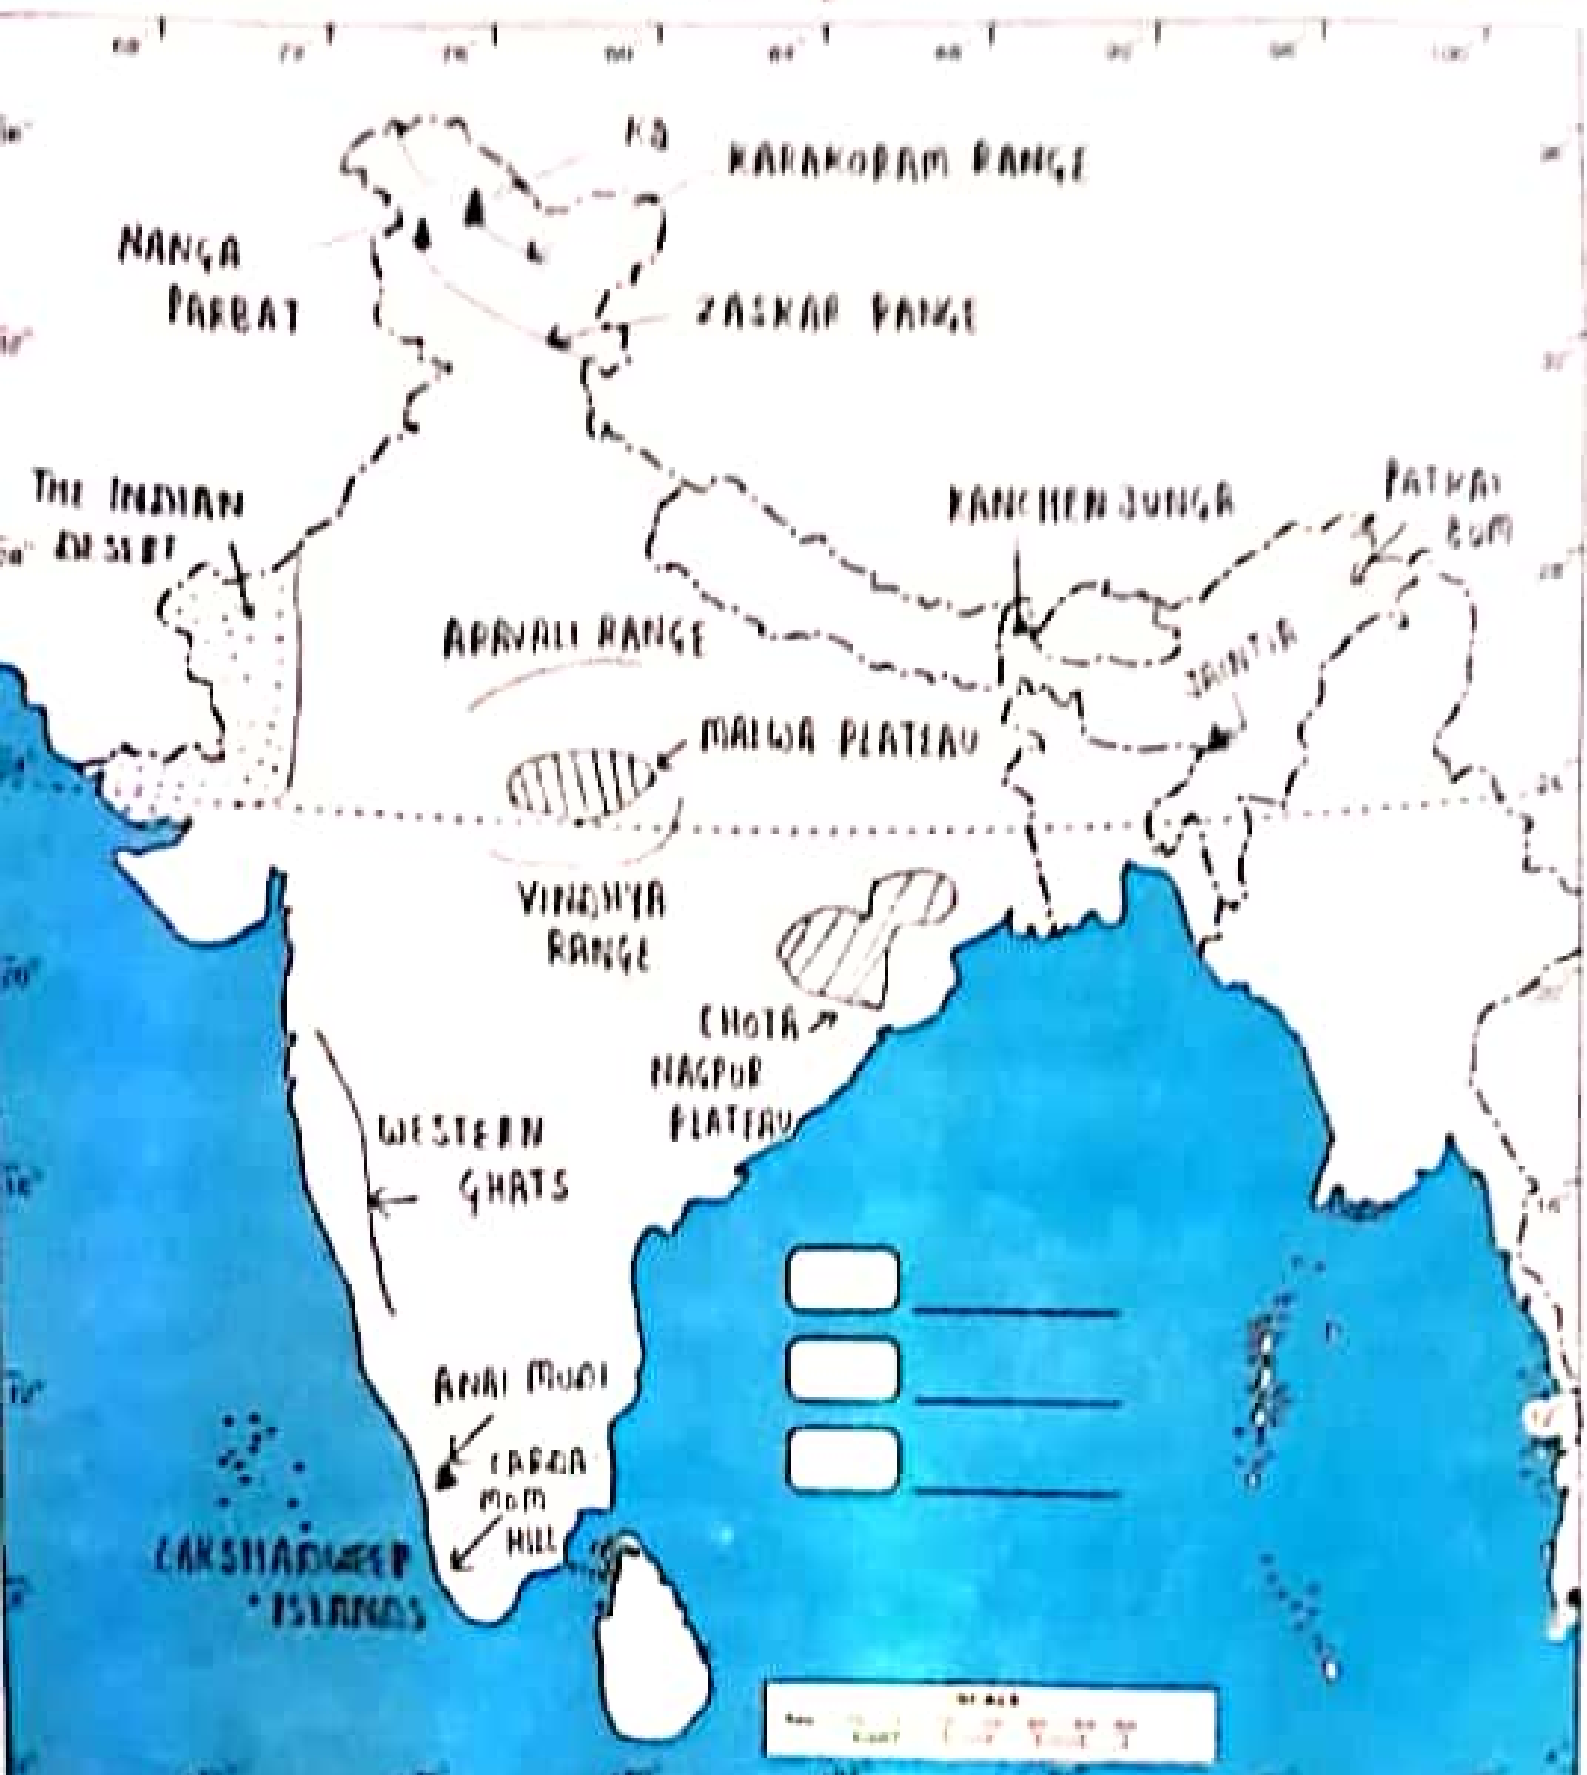 K2
KARAKORAM RANGE
NANGA
PARBAT
ZASKAR RANGE
THE INDIAN
DESERT
KANCHENJUNGA
PATKAI
BUM
ARAVALI RANGE
JAINTIA
MALWA PLATEAU
VINDHYA
RANGE
CHOTA
NAGPUR
PLATEAU
WESTERN
GHATS
ANAI MUDI
CARDA
MOM
HILL
LAKSHADWEEP
ISLANDS
SCALE